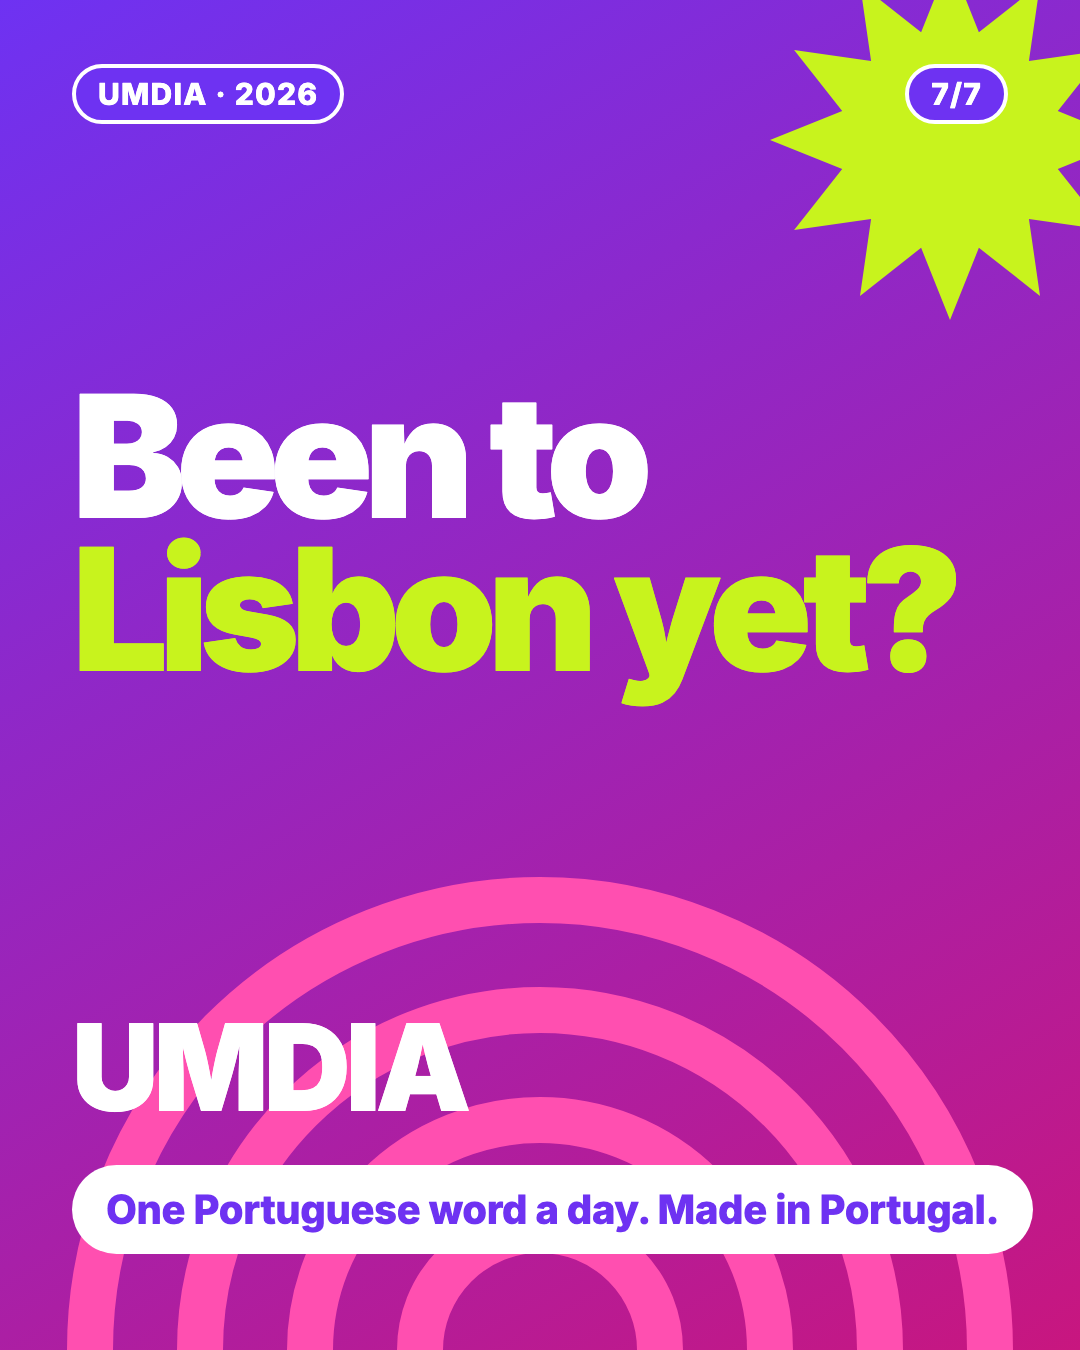 UMDIA · 2026
7/7
Been to
Lisbon yet?
UMDIA
One Portuguese word a day. Made in Portugal.